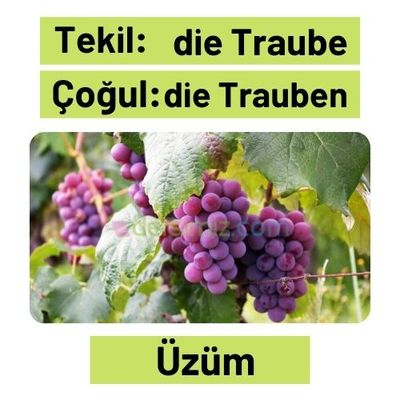 Tekil: die Traube
Çoğul: die Trauben
Üzüm